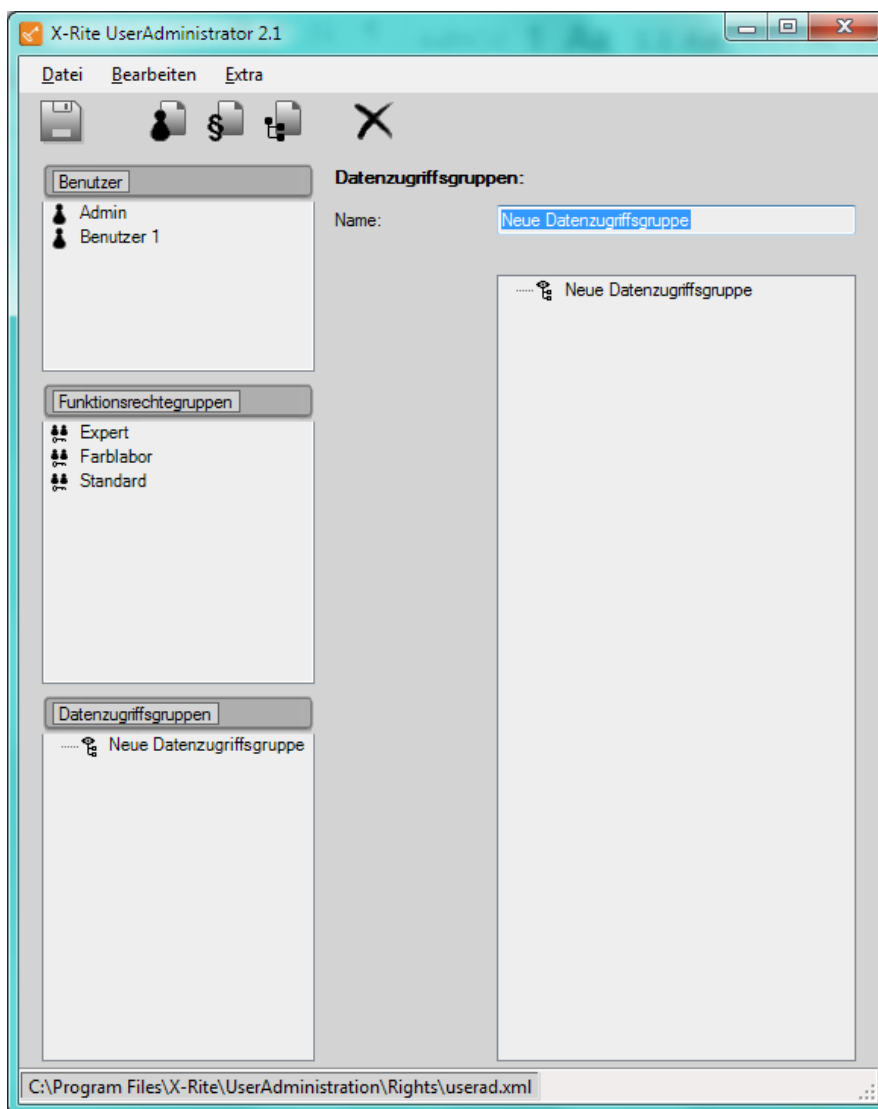 X-Rite UserAdministrator 2.1
Datei Bearbeiten Extra
§
Benutzer
Admin
Benutzer 1
Funktionsrechtegruppen
Expert
Farblabor
Standard
Datenzugriffsgruppen
Neue Datenzugriffsgruppe
Datenzugriffsgruppen:
Name: Neue Datenzugriffsgruppe
Neue Datenzugriffsgruppe
C:\Program Files\X-Rite\UserAdministration\Rights\userad.xml